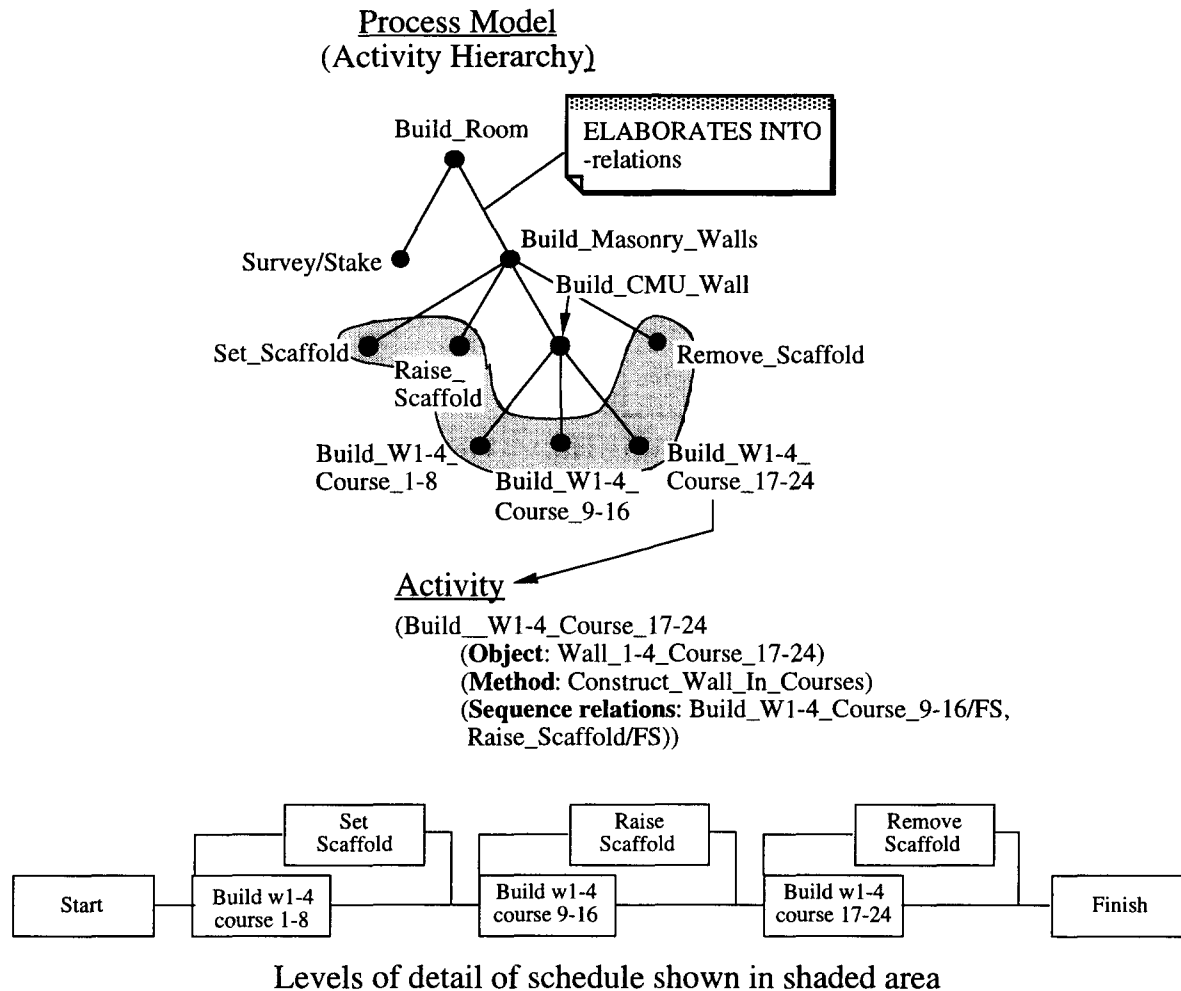 Process Model
(Activity Hierarchy)
Build_Room
ELABORATES INTO
-relations
Survey/Stake
Build_Masonry_Walls
Build_CMU_Wall
Set_Scaffold
Raise_
Scaffold
Remove_Scaffold
Build_W1-4_
Course_1-8
Build_W1-4_
Course_9-16
Build_W1-4_
Course_17-24
Activity
(Build__W1-4_Course_17-24
(Object: Wall_1-4_Course_17-24)
(Method: Construct_Wall_In_Courses)
(Sequence relations: Build_W1-4_Course_9-16/FS,
Raise_Scaffold/FS))
Set
Scaffold
Raise
Scaffold
Remove
Scaffold
Start
Build w1-4
course 1-8
Build w1-4
course 9-16
Build w1-4
course 17-24
Finish
Levels of detail of schedule shown in shaded area